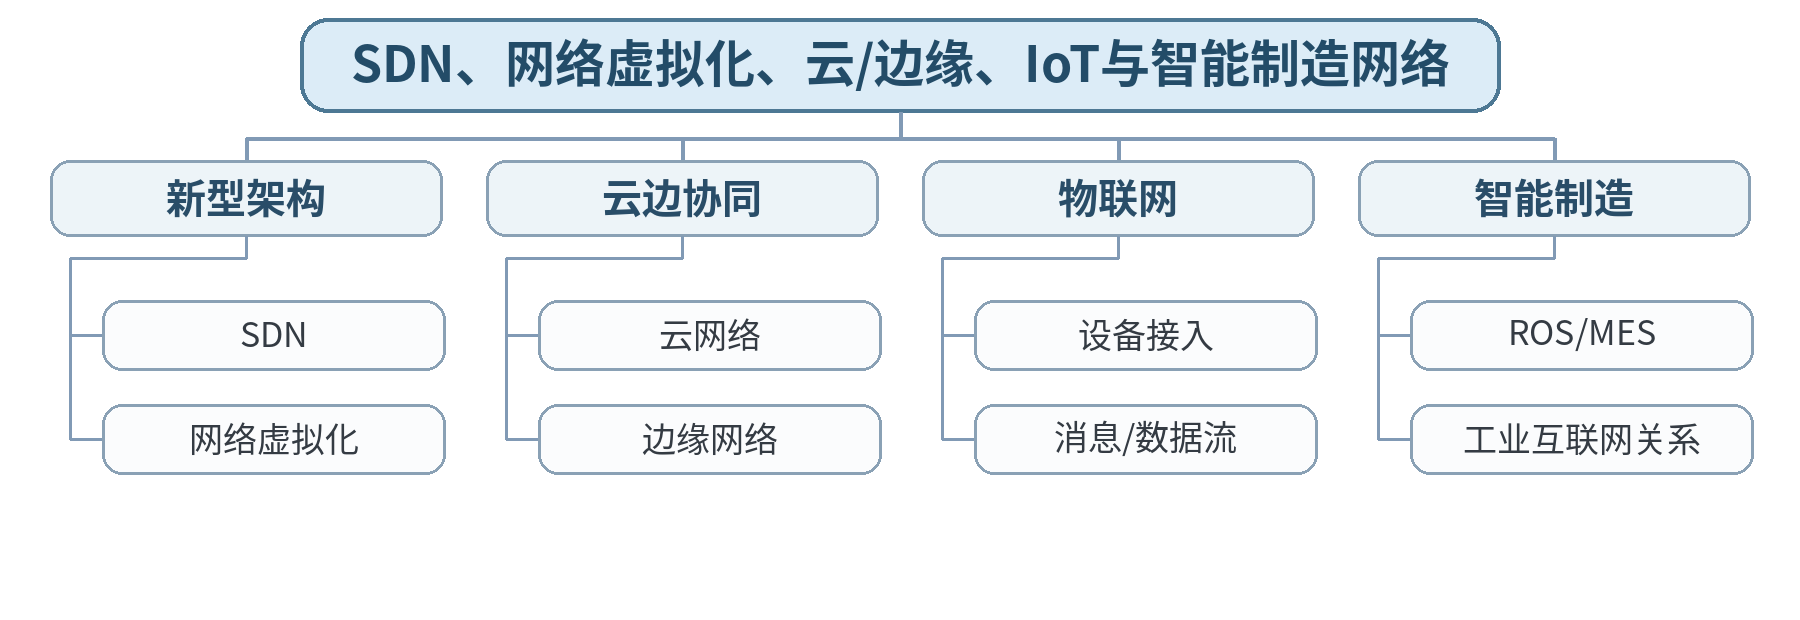 SDN、网络虚拟化、云/边缘、IoT与智能制造网络
新型架构
云边协同
物联网
智能制造
SDN
云网络
设备接入
ROS/MES
网络虚拟化
边缘网络
消息/数据流
工业互联网关系